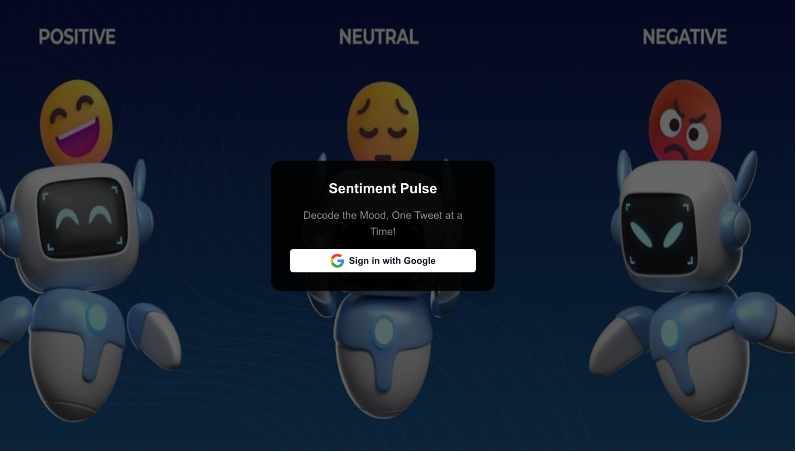 POSITIVE NEUTRAL NEGATIVE
Sentiment Pulse
Decode the Mood, One Tweet at a
Time!
Sign in with Google